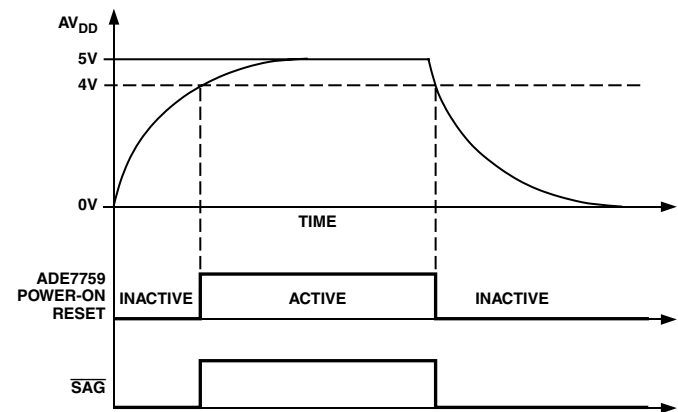 AVDD
5V
4V
0V
TIME
ADE7759
POWER-ON
RESET
INACTIVE
ACTIVE
INACTIVE
SAG